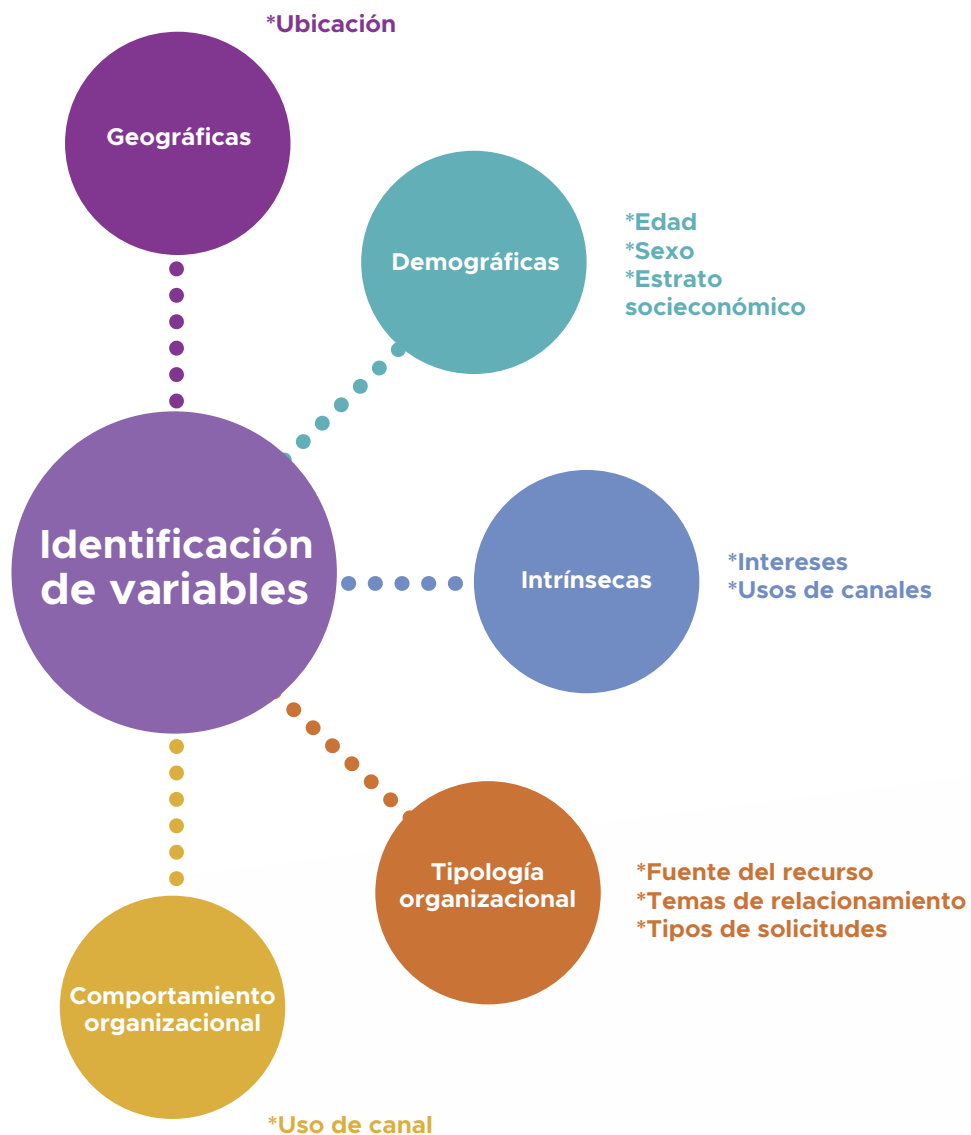 *Ubicación
Geográficas
Demográficas
*Edad
*Sexo
*Estrato
socieconómico
Identificación
de variables
Intrínsecas
*Intereses
*Usos de canales
Tipología
organizacional
*Fuente del recurso
*Temas de relacionamiento
*Tipos de solicitudes
Comportamiento
organizacional
*Uso de canal